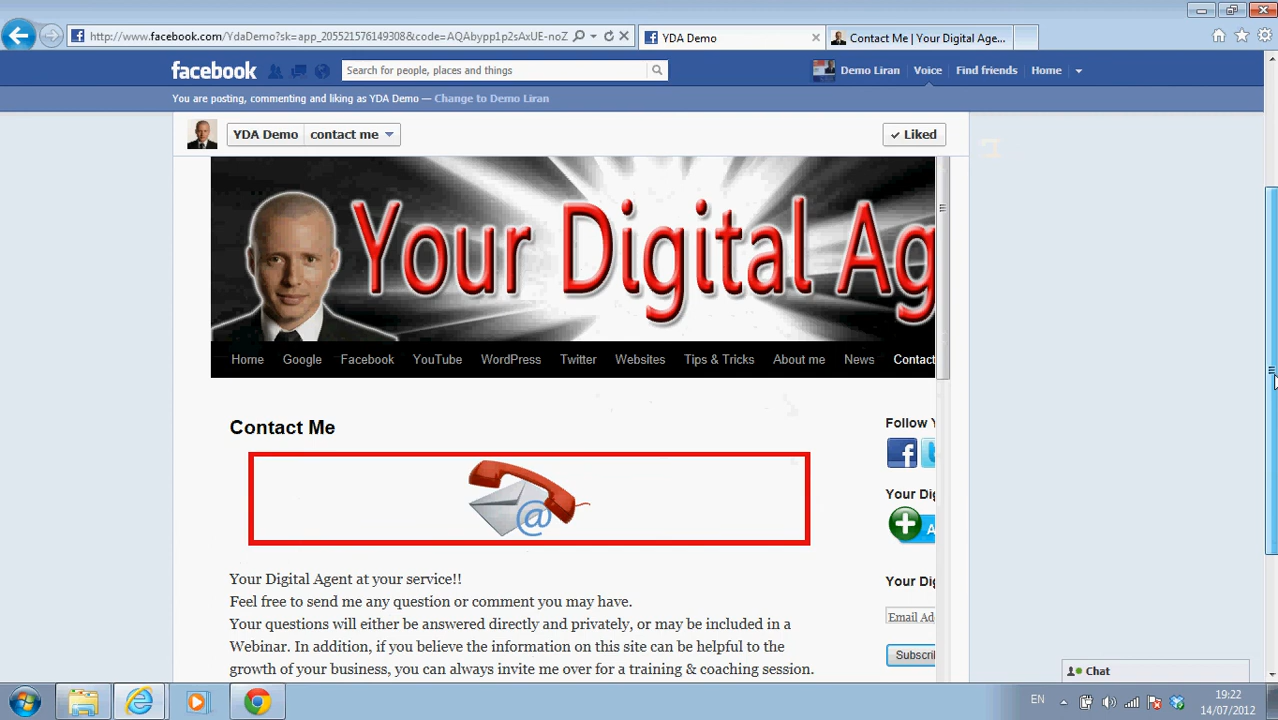 http://www.facebook.com/YdaDemo?sk=app_205521576149308&code=AQAbypp1p2sAxUE-noZ
YDA Demo
Contact Me | Your Digital Age...
facebook
Search for people, places and things
Demo Liran Voice Find friends Home
You are posting, commenting and liking as YDA Demo — Change to Demo Liran
YDA Demo contact me
Liked
Your Digital Ag
Home Google Facebook YouTube WordPress Twitter Websites Tips & Tricks About me News Contact
Contact Me
Follow Y
@
Your Dig
A
Your Digital Agent at your service!!
Your Dig
Feel free to send me any question or comment you may have.
Email Ad
Your questions will either be answered directly and privately, or may be included in a
Webinar. In addition, if you believe the information on this site can be helpful to the
Subscri
growth of your business, you can always invite me over for a training & coaching session.
Chat
EN
19:22
14/07/2012